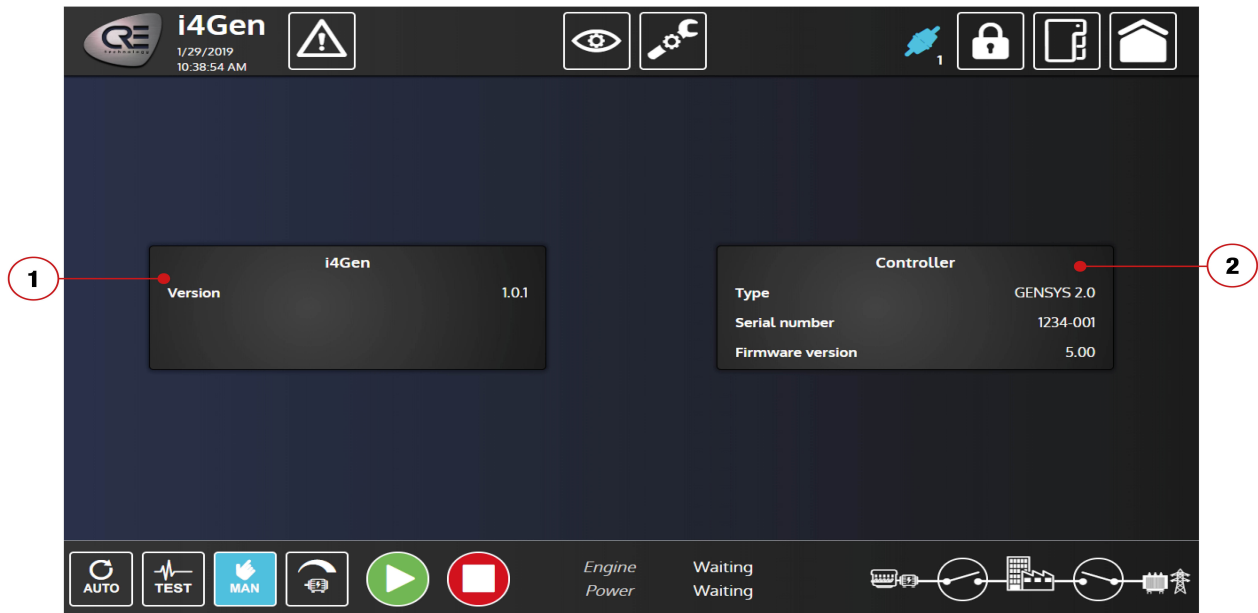 CRE
technology
i4Gen
1/29/2019
10:38:54 AM
1
1
i4Gen
Version 1.0.1
2
Controller
Type GENSYS 2.0
Serial number 1234-001
Firmware version 5.00
AUTO
TEST
MAN
Engine Waiting
Power Waiting